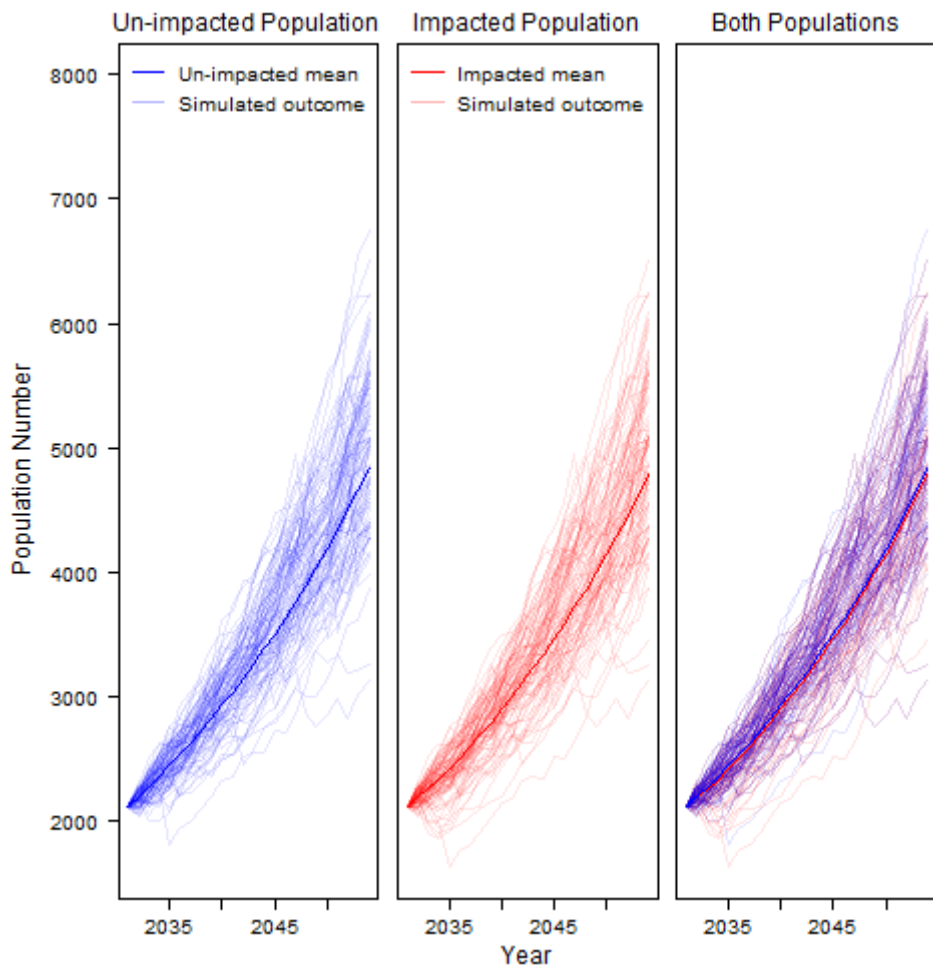 Un-impacted Population
Impacted Population
Both Populations
Un-impacted mean
Simulated outcome
Impacted mean
Simulated outcome
8000
7000
6000
5000
4000
3000
2000
Population Number
2035
2045
2035
2045
2035
2045
Year